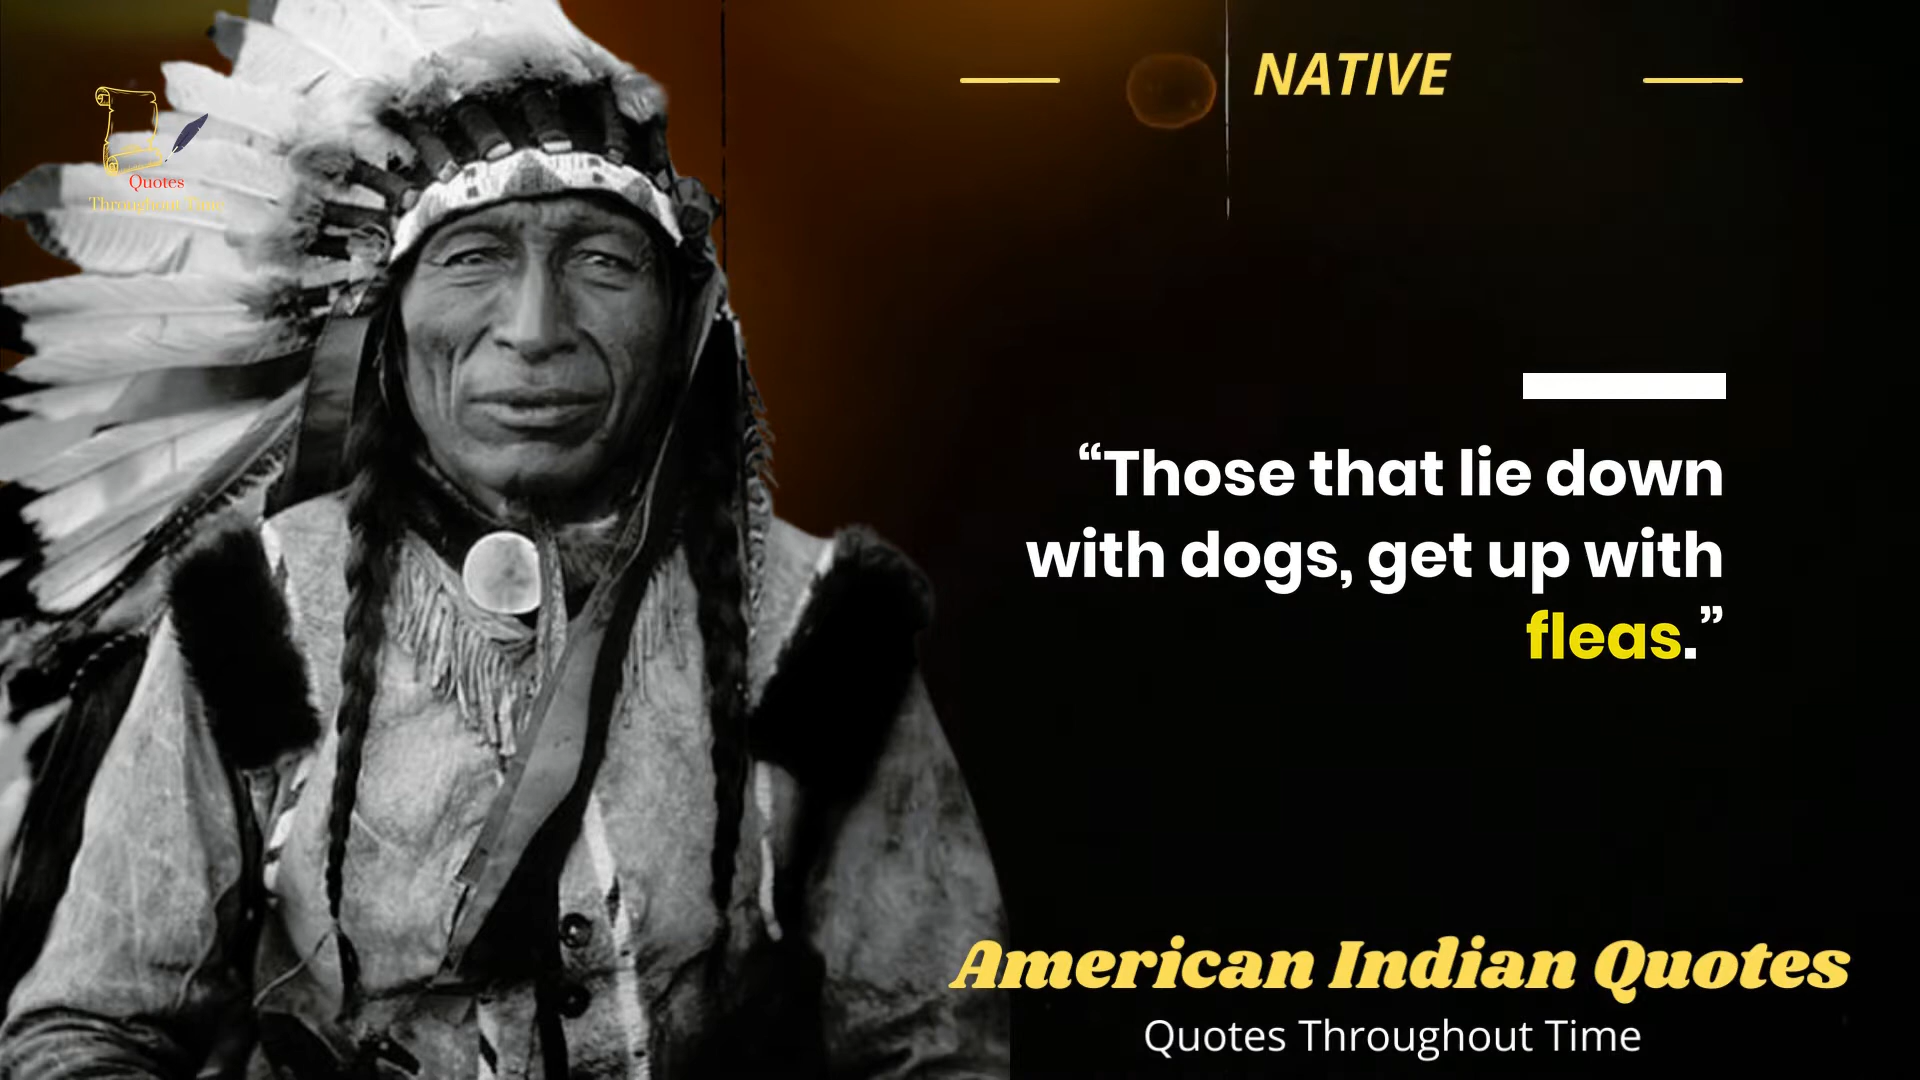 NATIVE
Quotes
Throughout Time
“Those that lie down
with dogs, get up with
fleas.”
American Indian Quotes
Quotes Throughout Time